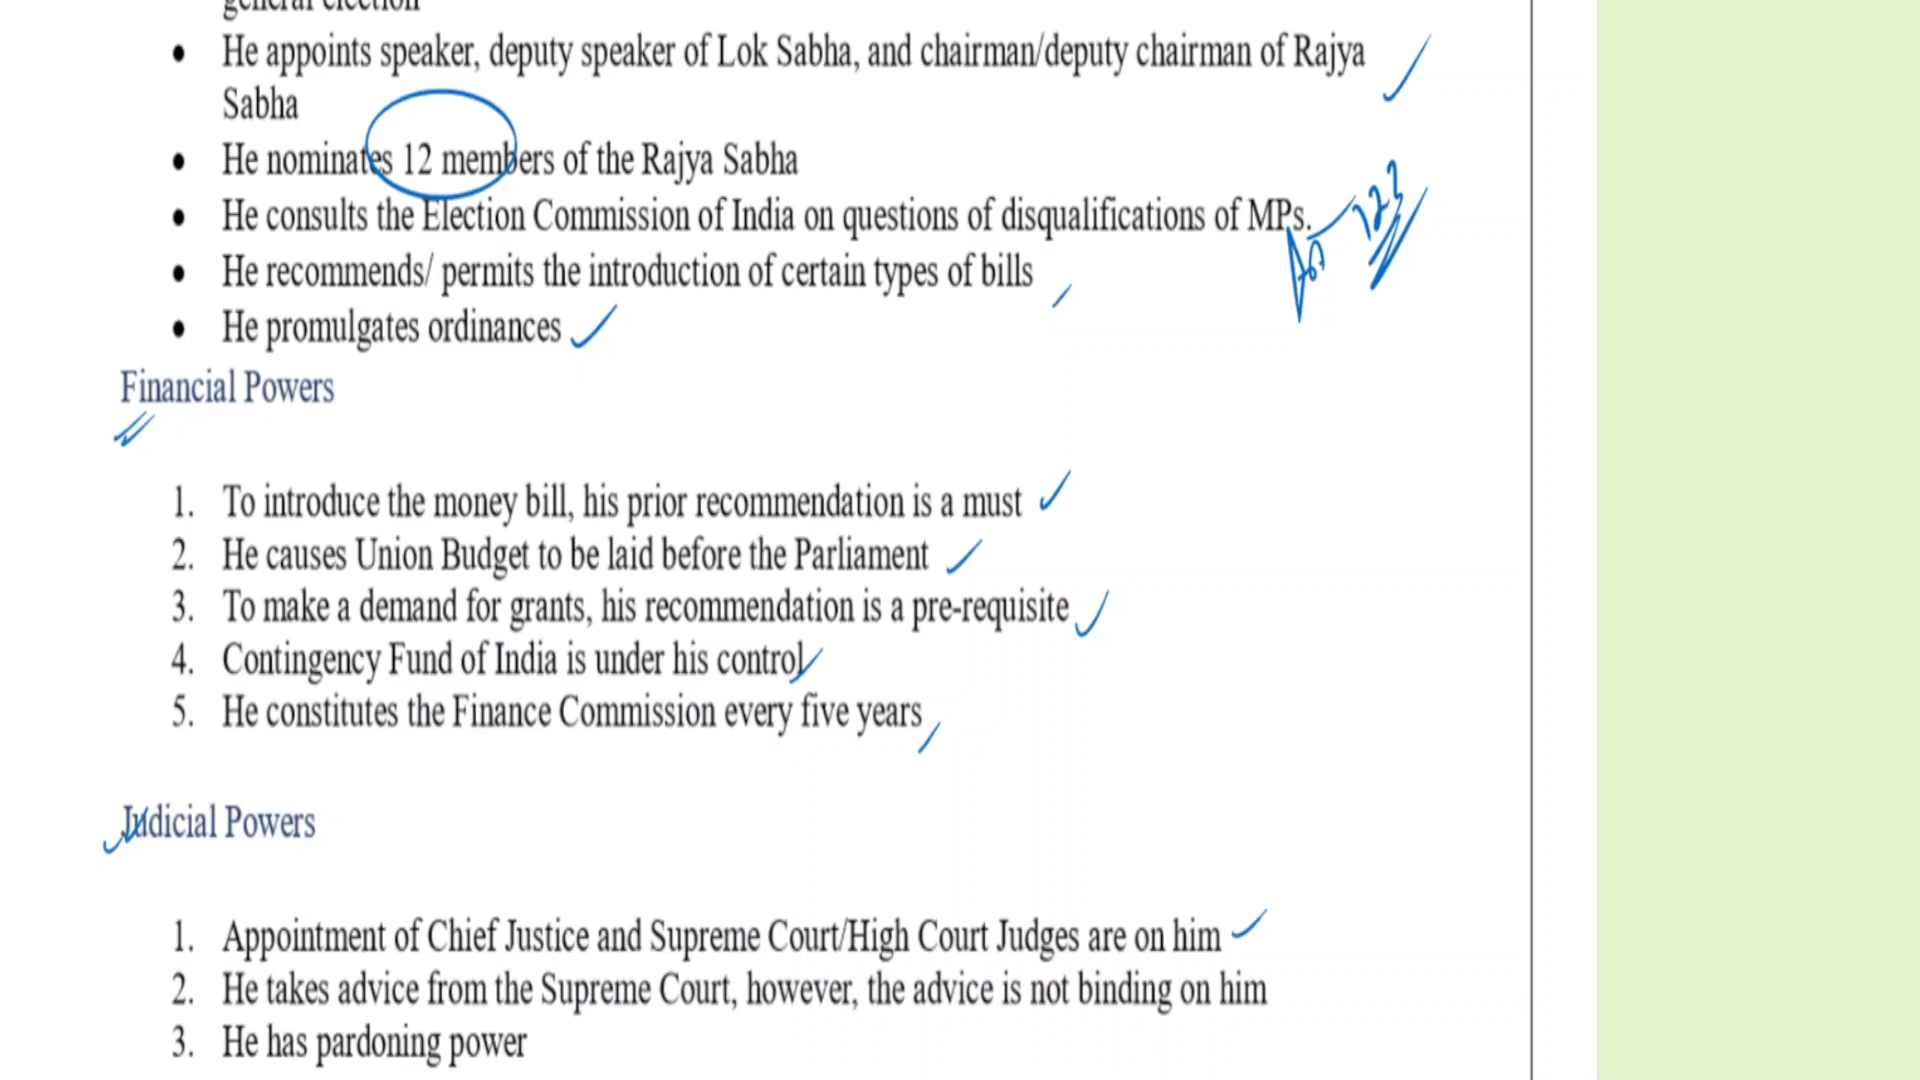 general election
• He appoints speaker, deputy speaker of Lok Sabha, and chairman/deputy chairman of Rajya
Sabha
• He nominates 12 members of the Rajya Sabha
• He consults the Election Commission of India on questions of disqualifications of MPs.
123
• He recommends/ permits the introduction of certain types of bills
• He promulgates ordinances
Financial Powers
1. To introduce the money bill, his prior recommendation is a must
2. He causes Union Budget to be laid before the Parliament
3. To make a demand for grants, his recommendation is a pre-requisite
4. Contingency Fund of India is under his control
5. He constitutes the Finance Commission every five years
Judicial Powers
1. Appointment of Chief Justice and Supreme Court/High Court Judges are on him
2. He takes advice from the Supreme Court, however, the advice is not binding on him
3. He has pardoning power